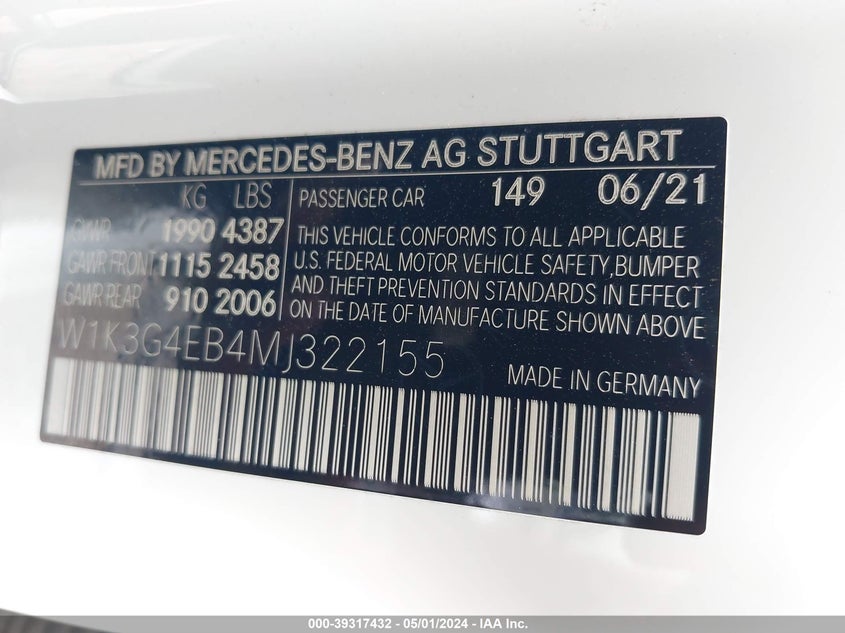 MFD BY MERCEDES-BENZ AG STUTTGART
KG LBS
GVWR 1990 4387
GAWR FRONT 1115 2458
GAWR REAR 910 2006
PASSENGER CAR 149 06/21
THIS VEHICLE CONFORMS TO ALL APPLICABLE
U.S. FEDERAL MOTOR VEHICLE SAFETY,BUMPER
AND THEFT PREVENTION STANDARDS IN EFFECT
ON THE DATE OF MANUFACTURE SHOWN ABOVE
W1K3G4EB4MJ322155
MADE IN GERMANY
000-39317432 - 05/01/2024 - IAA Inc.